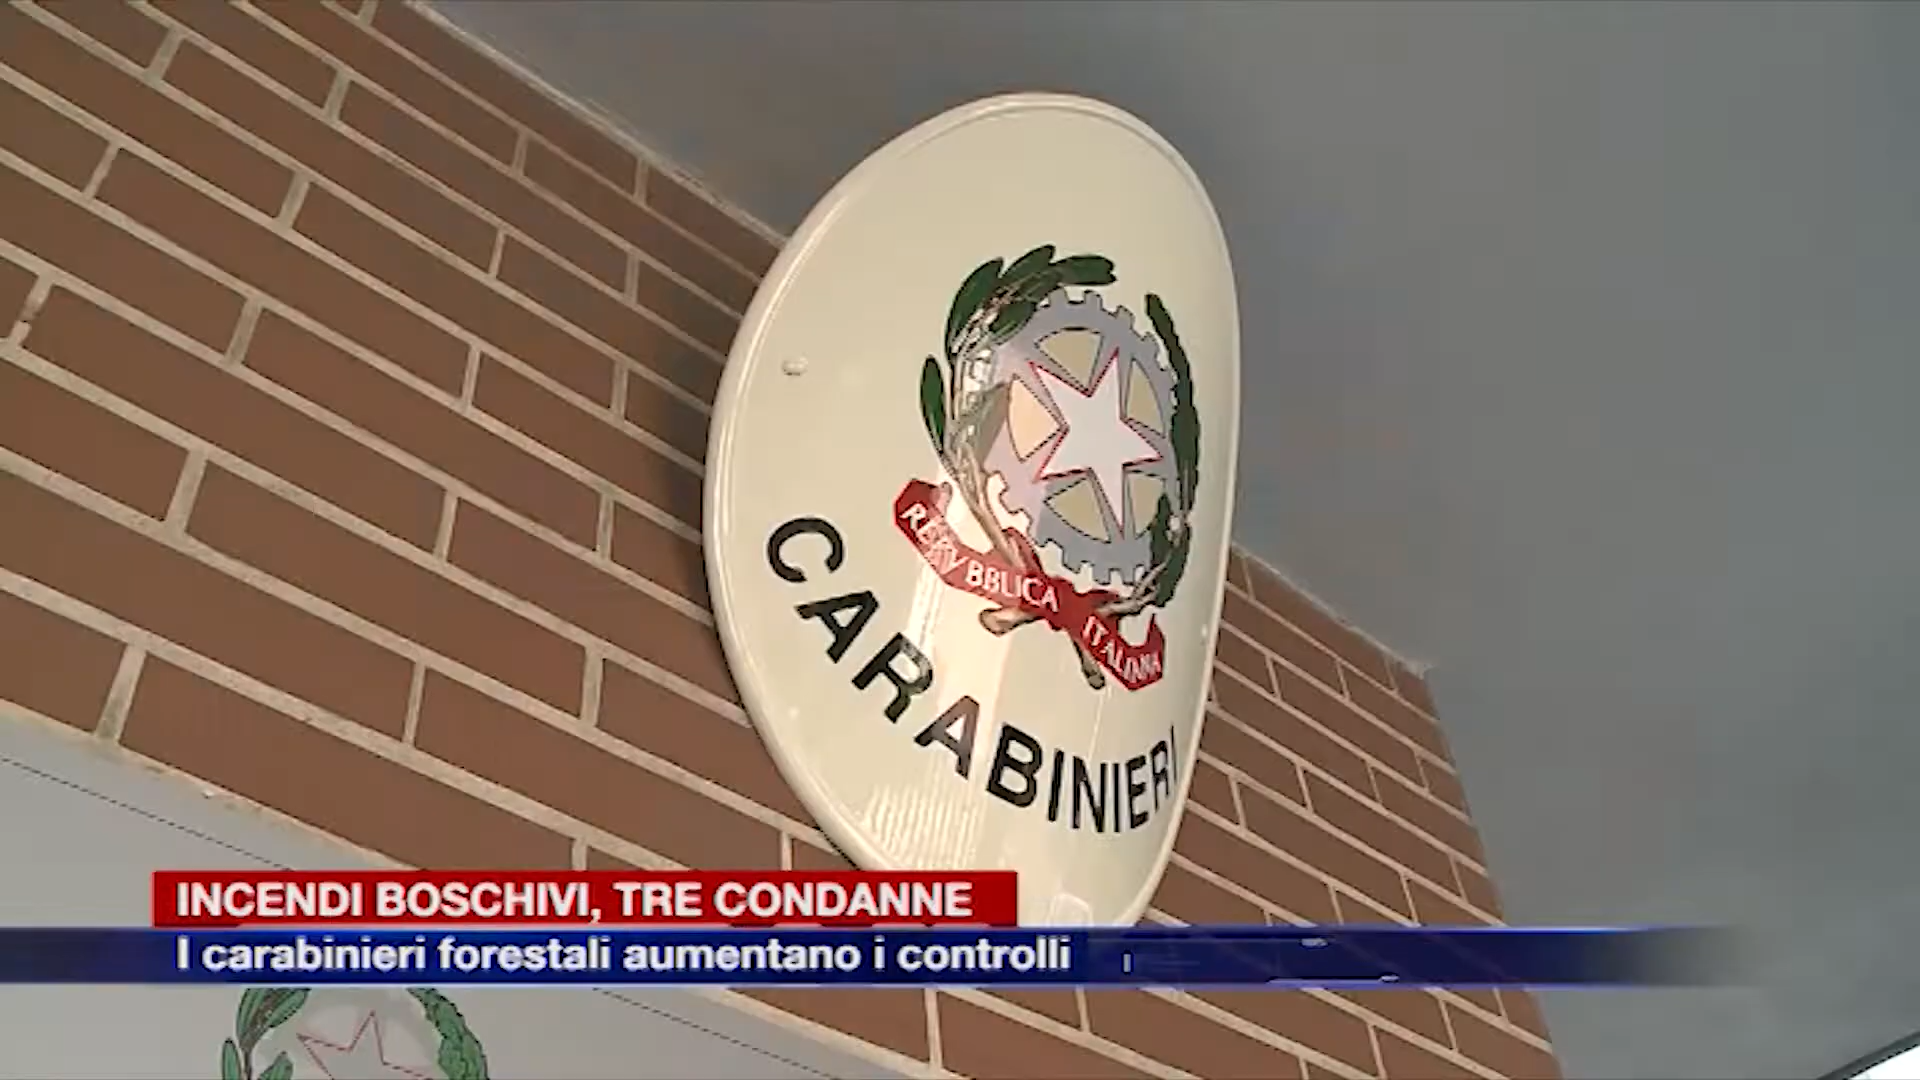 REPVBBLICA ITALIANA
CARABINIERI
INCENDI BOSCHIVI, TRE CONDANNE
I carabinieri forestali aumentano i controlli